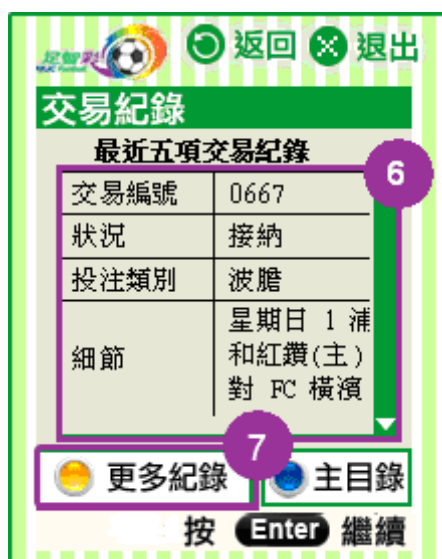 足智彩 返回 退出
交易紀錄
最近五項交易紀錄
6
交易編號 0667
狀況 接納
投注類別 波膽
細節 星期日 1 浦
和紅鑽(主)
對 FC 橫濱
7
更多紀錄 主目錄
按 Enter 繼續